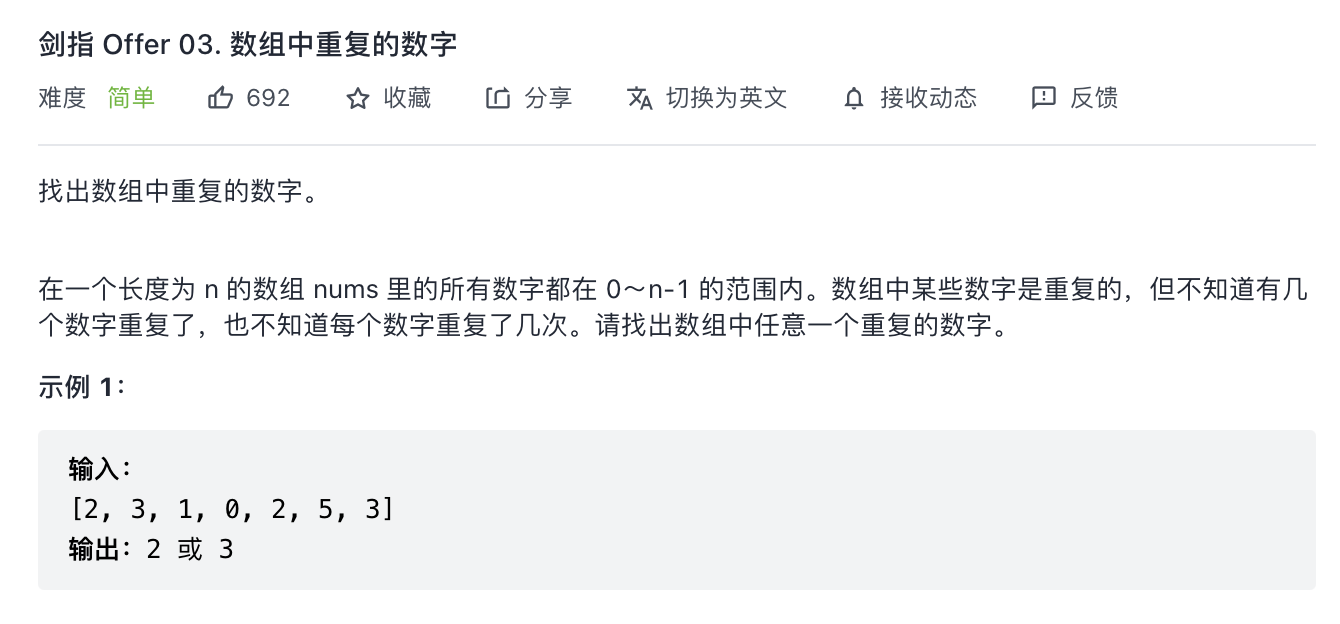 剑指 Offer 03. 数组中重复的数字
难度 简单 692 收藏 分享 切换为英文 接收动态 反馈
找出数组中重复的数字。
在一个长度为 n 的数组 nums 里的所有数字都在 0～n-1 的范围内。数组中某些数字是重复的，但不知道有几
个数字重复了，也不知道每个数字重复了几次。请找出数组中任意一个重复的数字。
示例 1：
输入：
[2, 3, 1, 0, 2, 5, 3]
输出：2 或 3